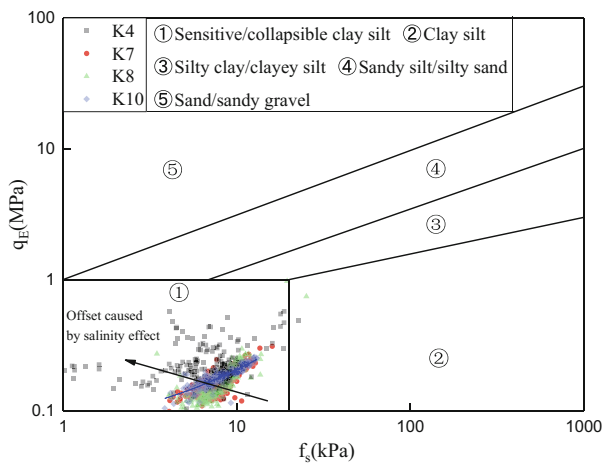 100
10
1
0.1
q_E(MPa)
K4
K7
K8
K10
①Sensitive/collapsible clay silt ②Clay silt
③Silty clay/clayey silt ④Sandy silt/silty sand
⑤Sand/sandy gravel
⑤
④
③
①
②
Offset caused
by salinity effect
1
10
100
1000
f_s(kPa)